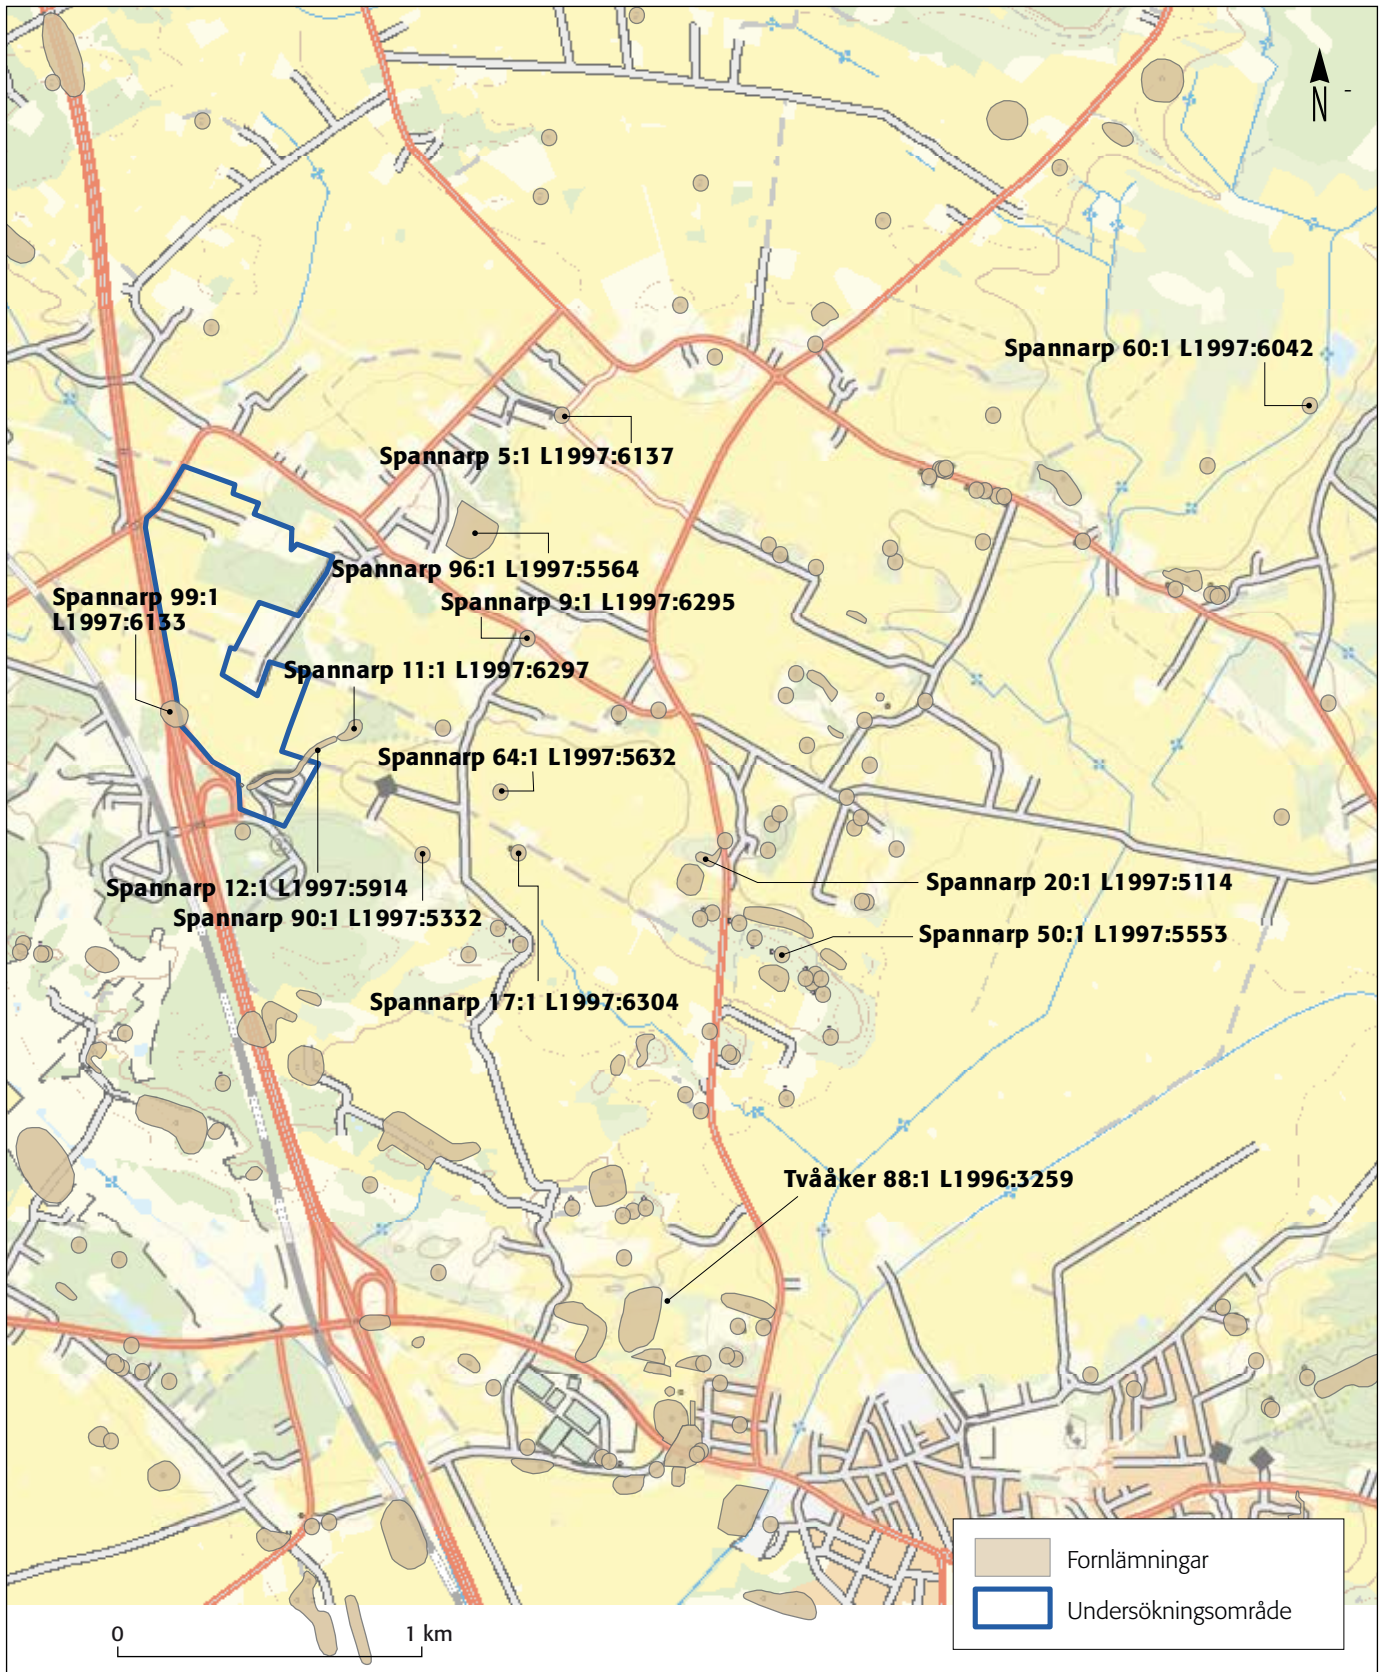 N
Spannarp 60:1 L1997:6042
Spannarp 5:1 L1997:6137
Spannarp 96:1 L1997:5564
Spannarp 99:1
L1997:6133
Spannarp 9:1 L1997:6295
Spannarp 11:1 L1997:6297
Spannarp 64:1 L1997:5632
Spannarp 12:1 L1997:5914
Spannarp 20:1 L1997:5114
Spannarp 90:1 L1997:5332
Spannarp 50:1 L1997:5553
Spannarp 17:1 L1997:6304
Tvååker 88:1 L1996:3259
Fornlämningar
Undersökningsområde
0 1 km